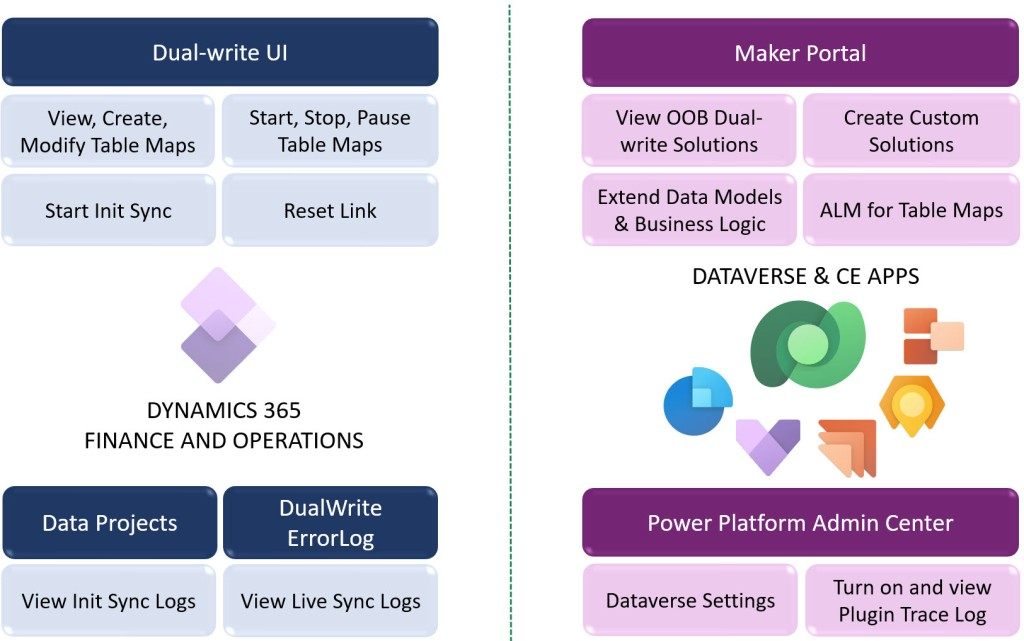 Dual-write UI
View, Create,
Modify Table Maps
Start, Stop, Pause
Table Maps
Start Init Sync
Reset Link
DYNAMICS 365
FINANCE AND OPERATIONS
Data Projects
DualWrite
ErrorLog
View Init Sync Logs
View Live Sync Logs
Maker Portal
View OOB Dual-
write Solutions
Create Custom
Solutions
Extend Data Models
& Business Logic
ALM for Table Maps
DATAVERSE & CE APPS
Power Platform Admin Center
Dataverse Settings
Turn on and view
Plugin Trace Log